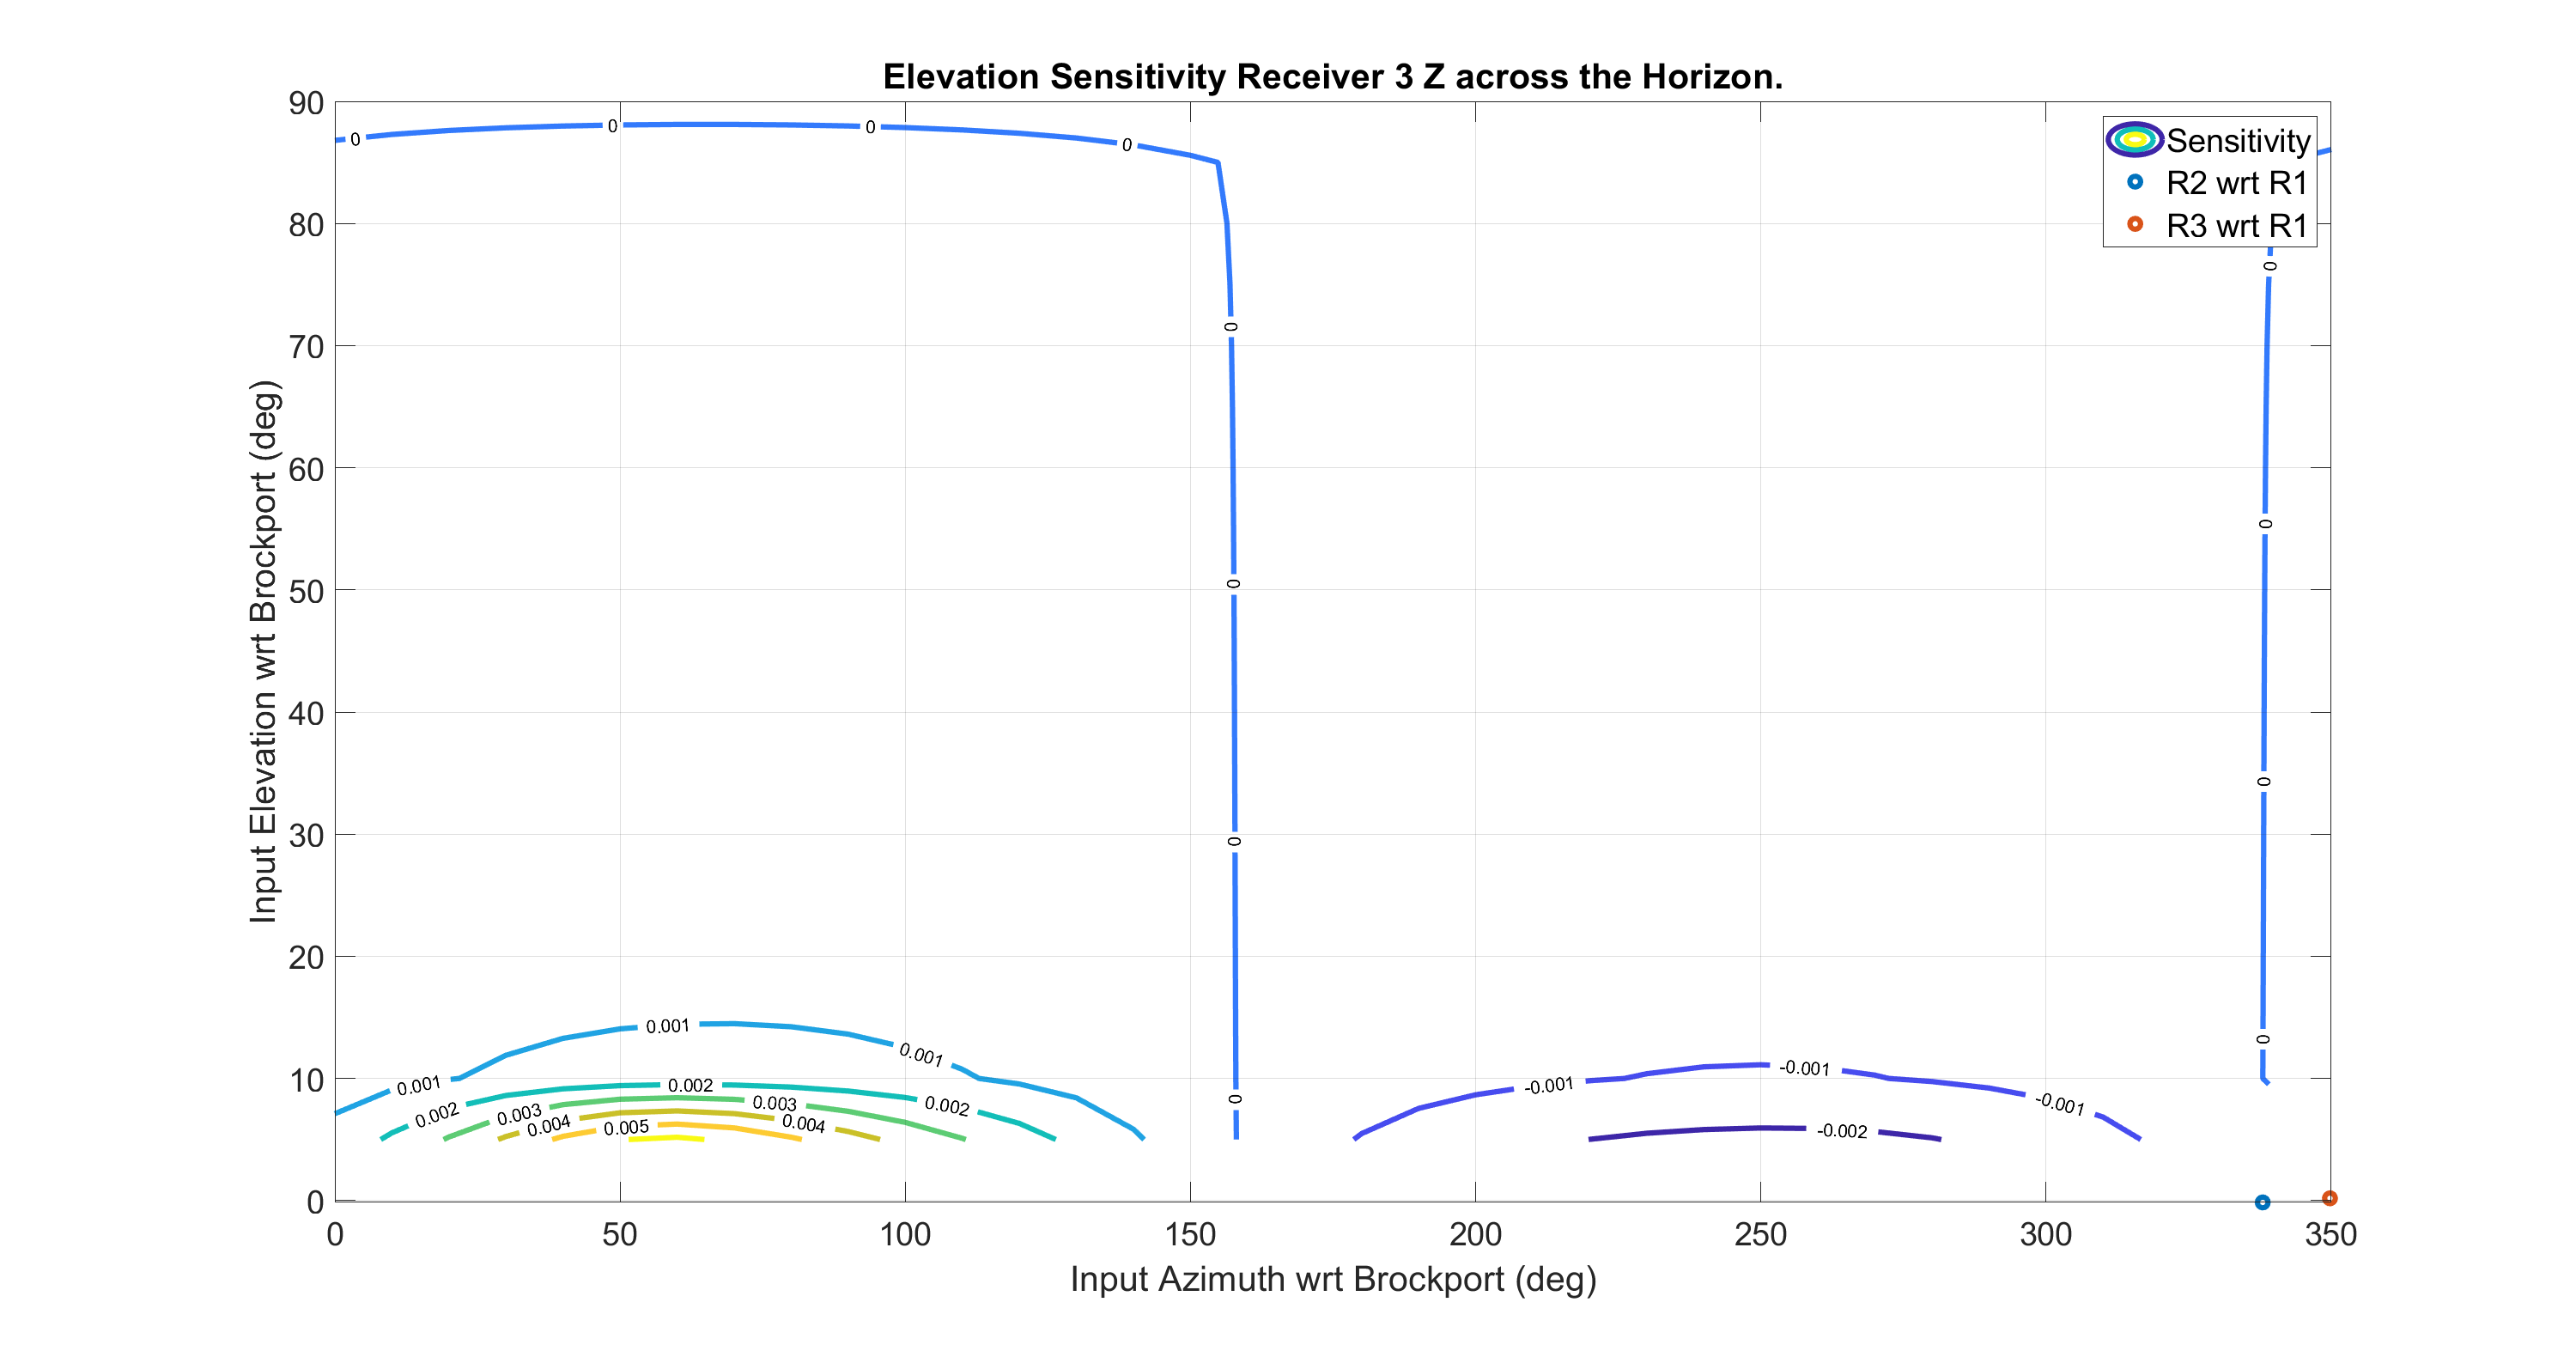 Elevation Sensitivity Receiver 3 Z across the Horizon.
Input Elevation wrt Brockport (deg)
90
80
70
60
50
40
30
20
10
0
0 0 0 0
Sensitivity
R2 wrt R1
R3 wrt R1
0
0
0
0
0
0
0
0
0
0.001 0.001 0.001
0.002 0.002 0.002
0.003 0.003
0.004 0.004
0.005
-0.001 -0.001 -0.001
-0.002
0 50 100 150 200 250 300 350
Input Azimuth wrt Brockport (deg)